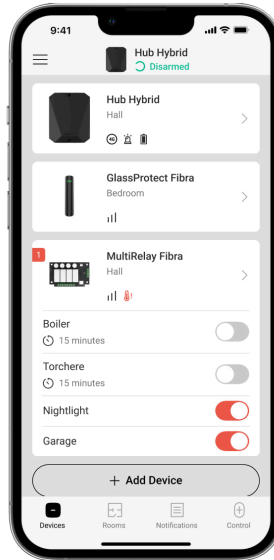 9:41
Hub Hybrid
Disarmed
Hub Hybrid
Hall
4G
GlassProtect Fibra
Bedroom
1
MultiRelay Fibra
Hall
Boiler
15 minutes
Torchere
15 minutes
Nightlight
Garage
+ Add Device
Devices Rooms Notifications Control